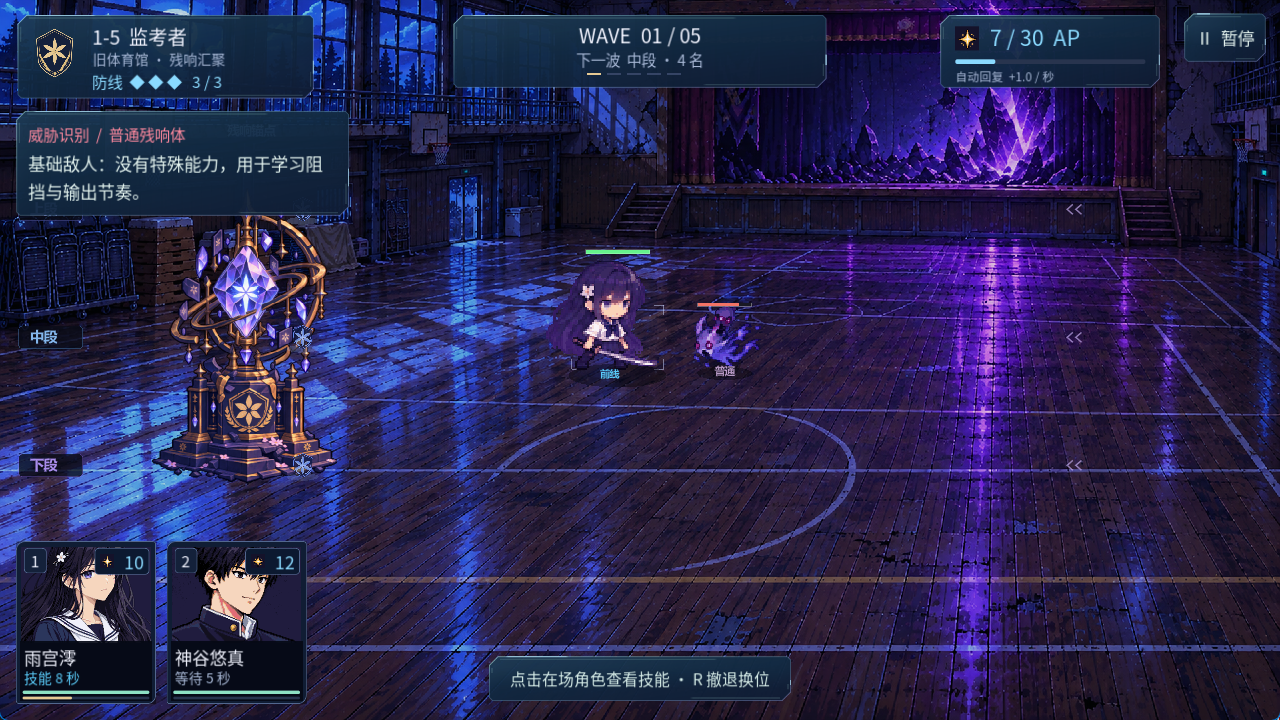 1-5 监考者
旧体育馆・残响汇聚
防线 ◆◆◆ 3/3
WAVE 01/05
下一波 中段・4名
7/30 AP
自动回复 +1.0/秒
暂停
威胁识别 / 普通残响体
基础敌人：没有特殊能力，用于学习阻
挡与输出节奏。
中段
下段
前线
普通
1
10
雨宫澪
技能 8 秒
2
12
神谷悠真
等待 5 秒
点击在场角色查看技能・R 撤退换位